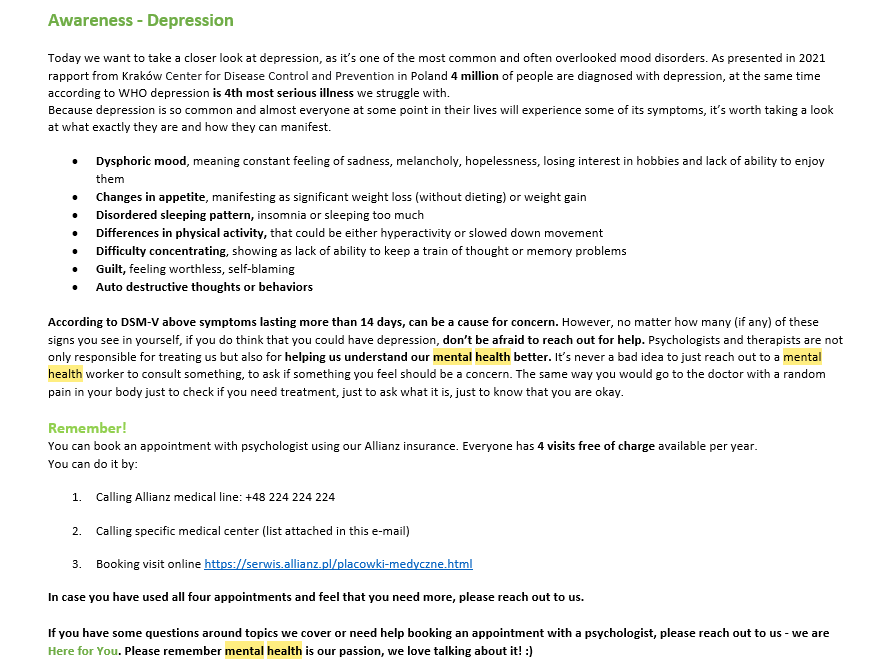 Awareness - Depression
Today we want to take a closer look at depression, as it's one of the most common and often overlooked mood disorders. As presented in 2021
rapport from Kraków Center for Disease Control and Prevention in Poland 4 million of people are diagnosed with depression, at the same time
according to WHO depression is 4th most serious illness we struggle with.
Because depression is so common and almost everyone at some point in their lives will experience some of its symptoms, it's worth taking a look
at what exactly they are and how they can manifest.
• Dysphoric mood, meaning constant feeling of sadness, melancholy, hopelessness, losing interest in hobbies and lack of ability to enjoy
them
• Changes in appetite, manifesting as significant weight loss (without dieting) or weight gain
• Disordered sleeping pattern, insomnia or sleeping too much
• Differences in physical activity, that could be either hyperactivity or slowed down movement
• Difficulty concentrating, showing as lack of ability to keep a train of thought or memory problems
• Guilt, feeling worthless, self-blaming
• Auto destructive thoughts or behaviors
According to DSM-V above symptoms lasting more than 14 days, can be a cause for concern. However, no matter how many (if any) of these
signs you see in yourself, if you do think that you could have depression, don't be afraid to reach out for help. Psychologists and therapists are not
only responsible for treating us but also for helping us understand our mental health better. It's never a bad idea to just reach out to a mental
health worker to consult something, to ask if something you feel should be a concern. The same way you would go to the doctor with a random
pain in your body just to check if you need treatment, just to ask what it is, just to know that you are okay.
Remember!
You can book an appointment with psychologist using our Allianz insurance. Everyone has 4 visits free of charge available per year.
You can do it by:
1. Calling Allianz medical line: +48 224 224 224
2. Calling specific medical center (list attached in this e-mail)
3. Booking visit online https://serwis.allianz.pl/placowki-medyczne.html
In case you have used all four appointments and feel that you need more, please reach out to us.
If you have some questions around topics we cover or need help booking an appointment with a psychologist, please reach out to us - we are
Here for You. Please remember mental health is our passion, we love talking about it! :)